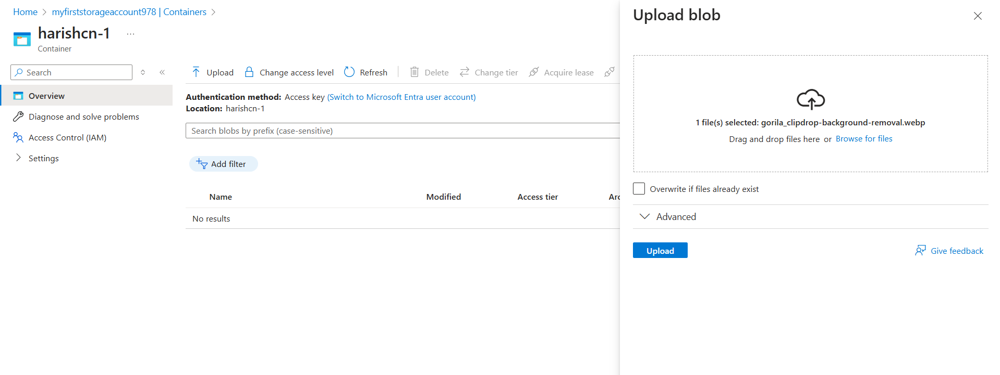 Home > myfirststorageaccount978 | Containers >
harishcn-1 ...
Container
Search
Overview
Diagnose and solve problems
Access Control (IAM)
Settings
Upload Change access level Refresh Delete Change tier Acquire lease
Authentication method: Access key (Switch to Microsoft Entra user account)
Location: harishcn-1
Search blobs by prefix (case-sensitive)
Add filter
Name Modified Access tier Arc
No results
Upload blob
1 file(s) selected: gorila_clipdrop-background-removal.webp
Drag and drop files here or Browse for files
Overwrite if files already exist
Advanced
Upload Give feedback